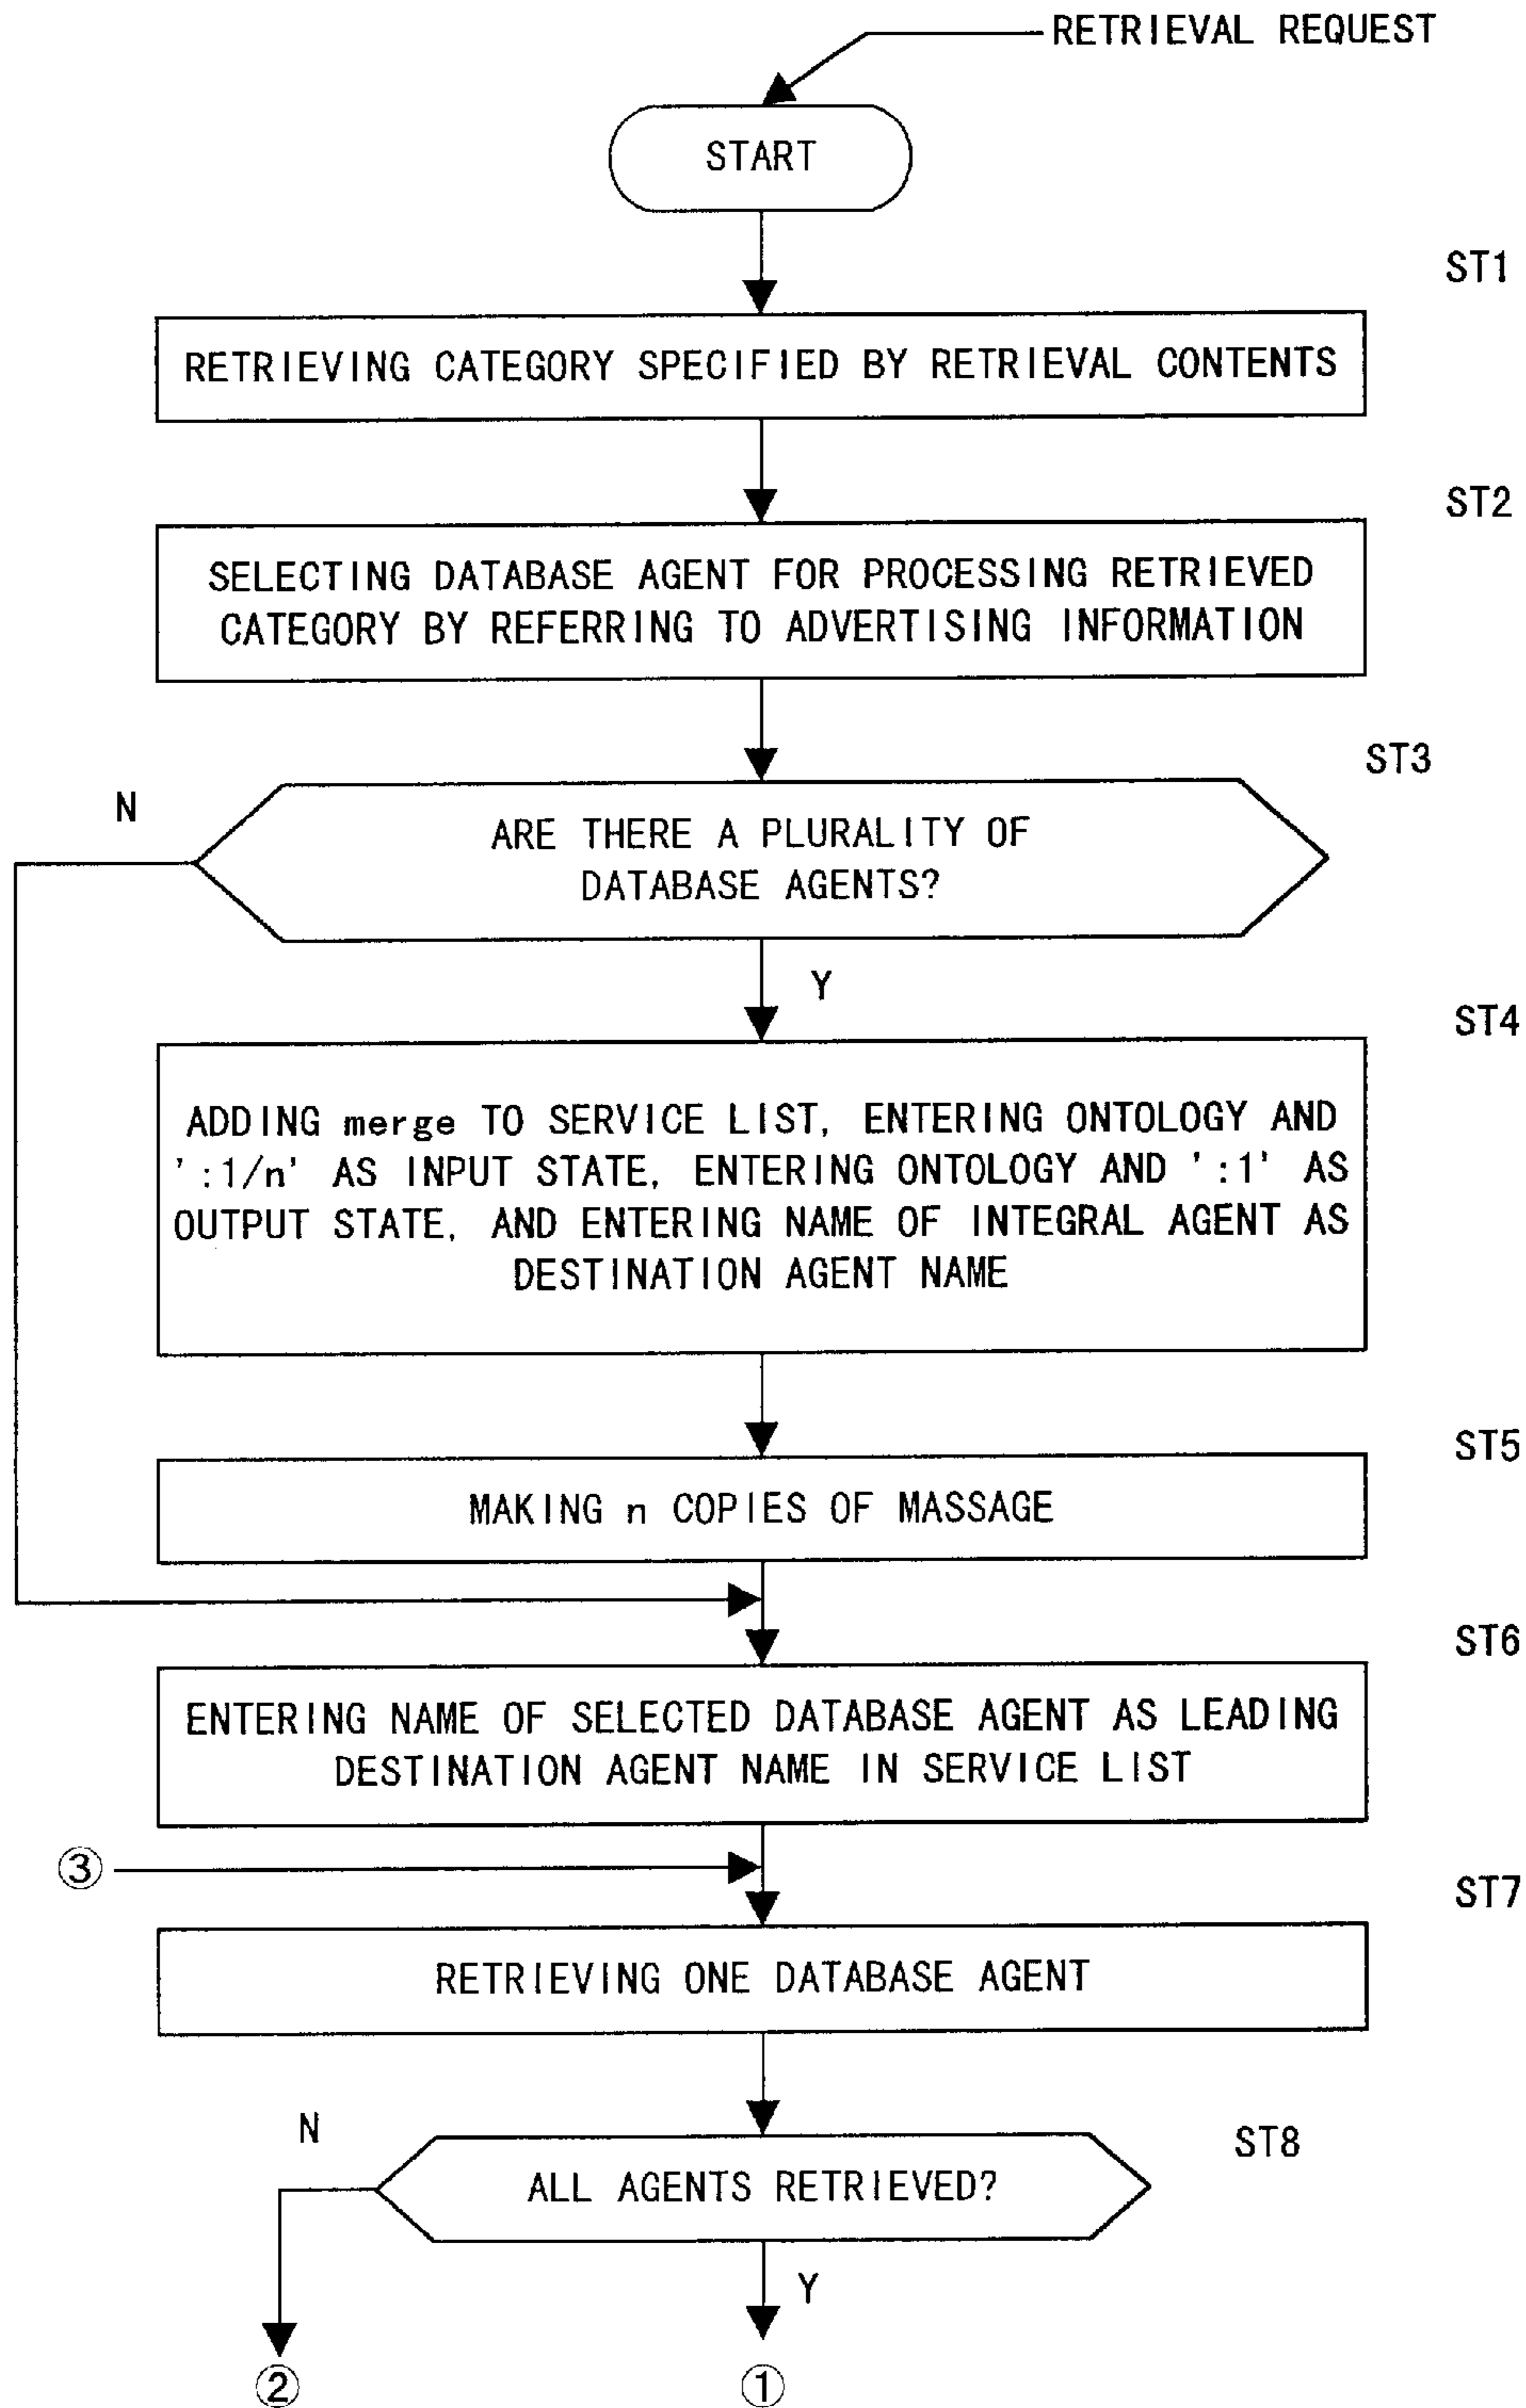 RETRIEVAL REQUEST
START
ST1
RETRIEVING CATEGORY SPECIFIED BY RETRIEVAL CONTENTS
ST2
SELECTING DATABASE AGENT FOR PROCESSING RETRIEVED
CATEGORY BY REFERRING TO ADVERTISING INFORMATION
ST3
N
ARE THERE A PLURALITY OF
DATABASE AGENTS?
Y
ST4
ADDING merge TO SERVICE LIST, ENTERING ONTOLOGY AND
':1/n' AS INPUT STATE, ENTERING ONTOLOGY AND ':1' AS
OUTPUT STATE, AND ENTERING NAME OF INTEGRAL AGENT AS
DESTINATION AGENT NAME
ST5
MAKING n COPIES OF MASSAGE
ST6
ENTERING NAME OF SELECTED DATABASE AGENT AS LEADING
DESTINATION AGENT NAME IN SERVICE LIST
③
ST7
RETRIEVING ONE DATABASE AGENT
N
ST8
ALL AGENTS RETRIEVED?
Y
② ①